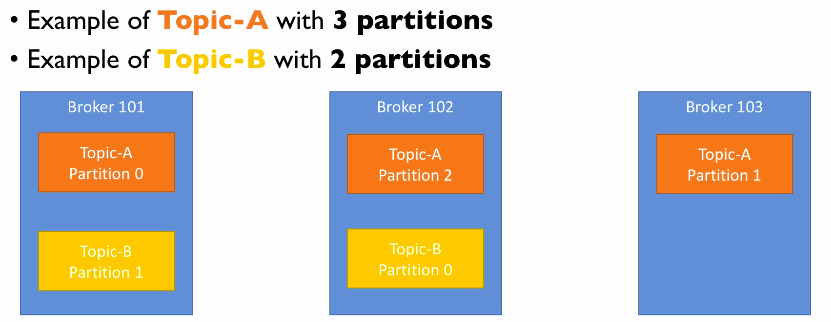 • Example of Topic-A with 3 partitions
• Example of Topic-B with 2 partitions
Broker 101
Topic-A
Partition 0
Topic-B
Partition 1
Broker 102
Topic-A
Partition 2
Topic-B
Partition 0
Broker 103
Topic-A
Partition 1